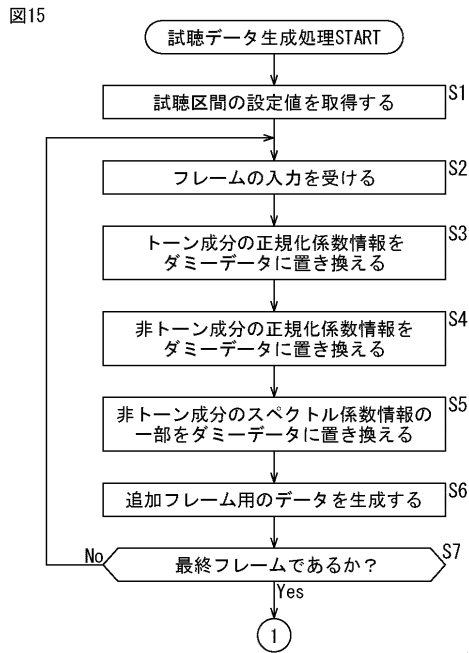 図15
試聴データ生成処理START
試聴区間の設定値を取得する
S1
フレームの入力を受ける
S2
トーン成分の正規化係数情報を
ダミーデータに置き換える
S3
非トーン成分の正規化係数情報を
ダミーデータに置き換える
S4
非トーン成分のスペクトル係数情報の
一部をダミーデータに置き換える
S5
追加フレーム用のデータを生成する
S6
最終フレームであるか?
S7
No
Yes
1